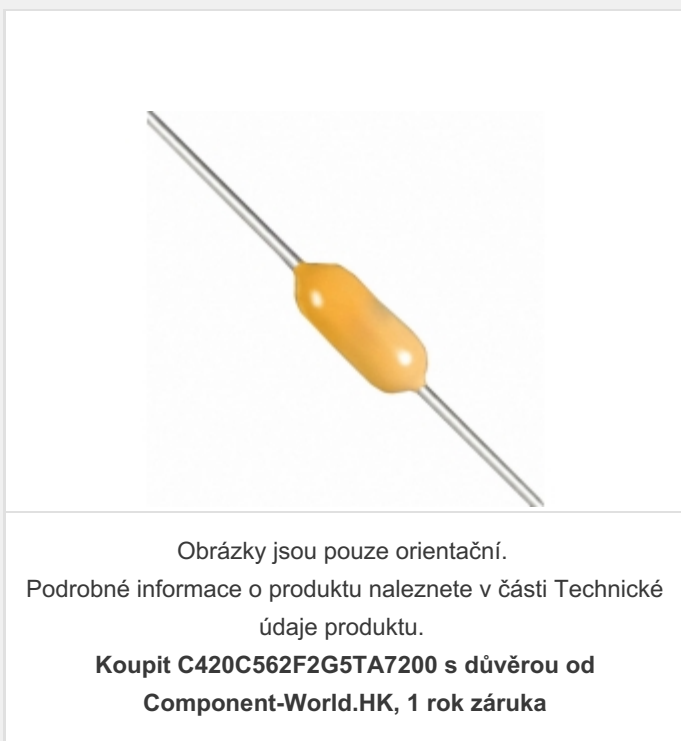 Obrázky jsou pouze orientační.
Podrobné informace o produktu naleznete v části Technické
údaje produktu.
Koupit C420C562F2G5TA7200 s důvěrou od
Component-World.HK, 1 rok záruka